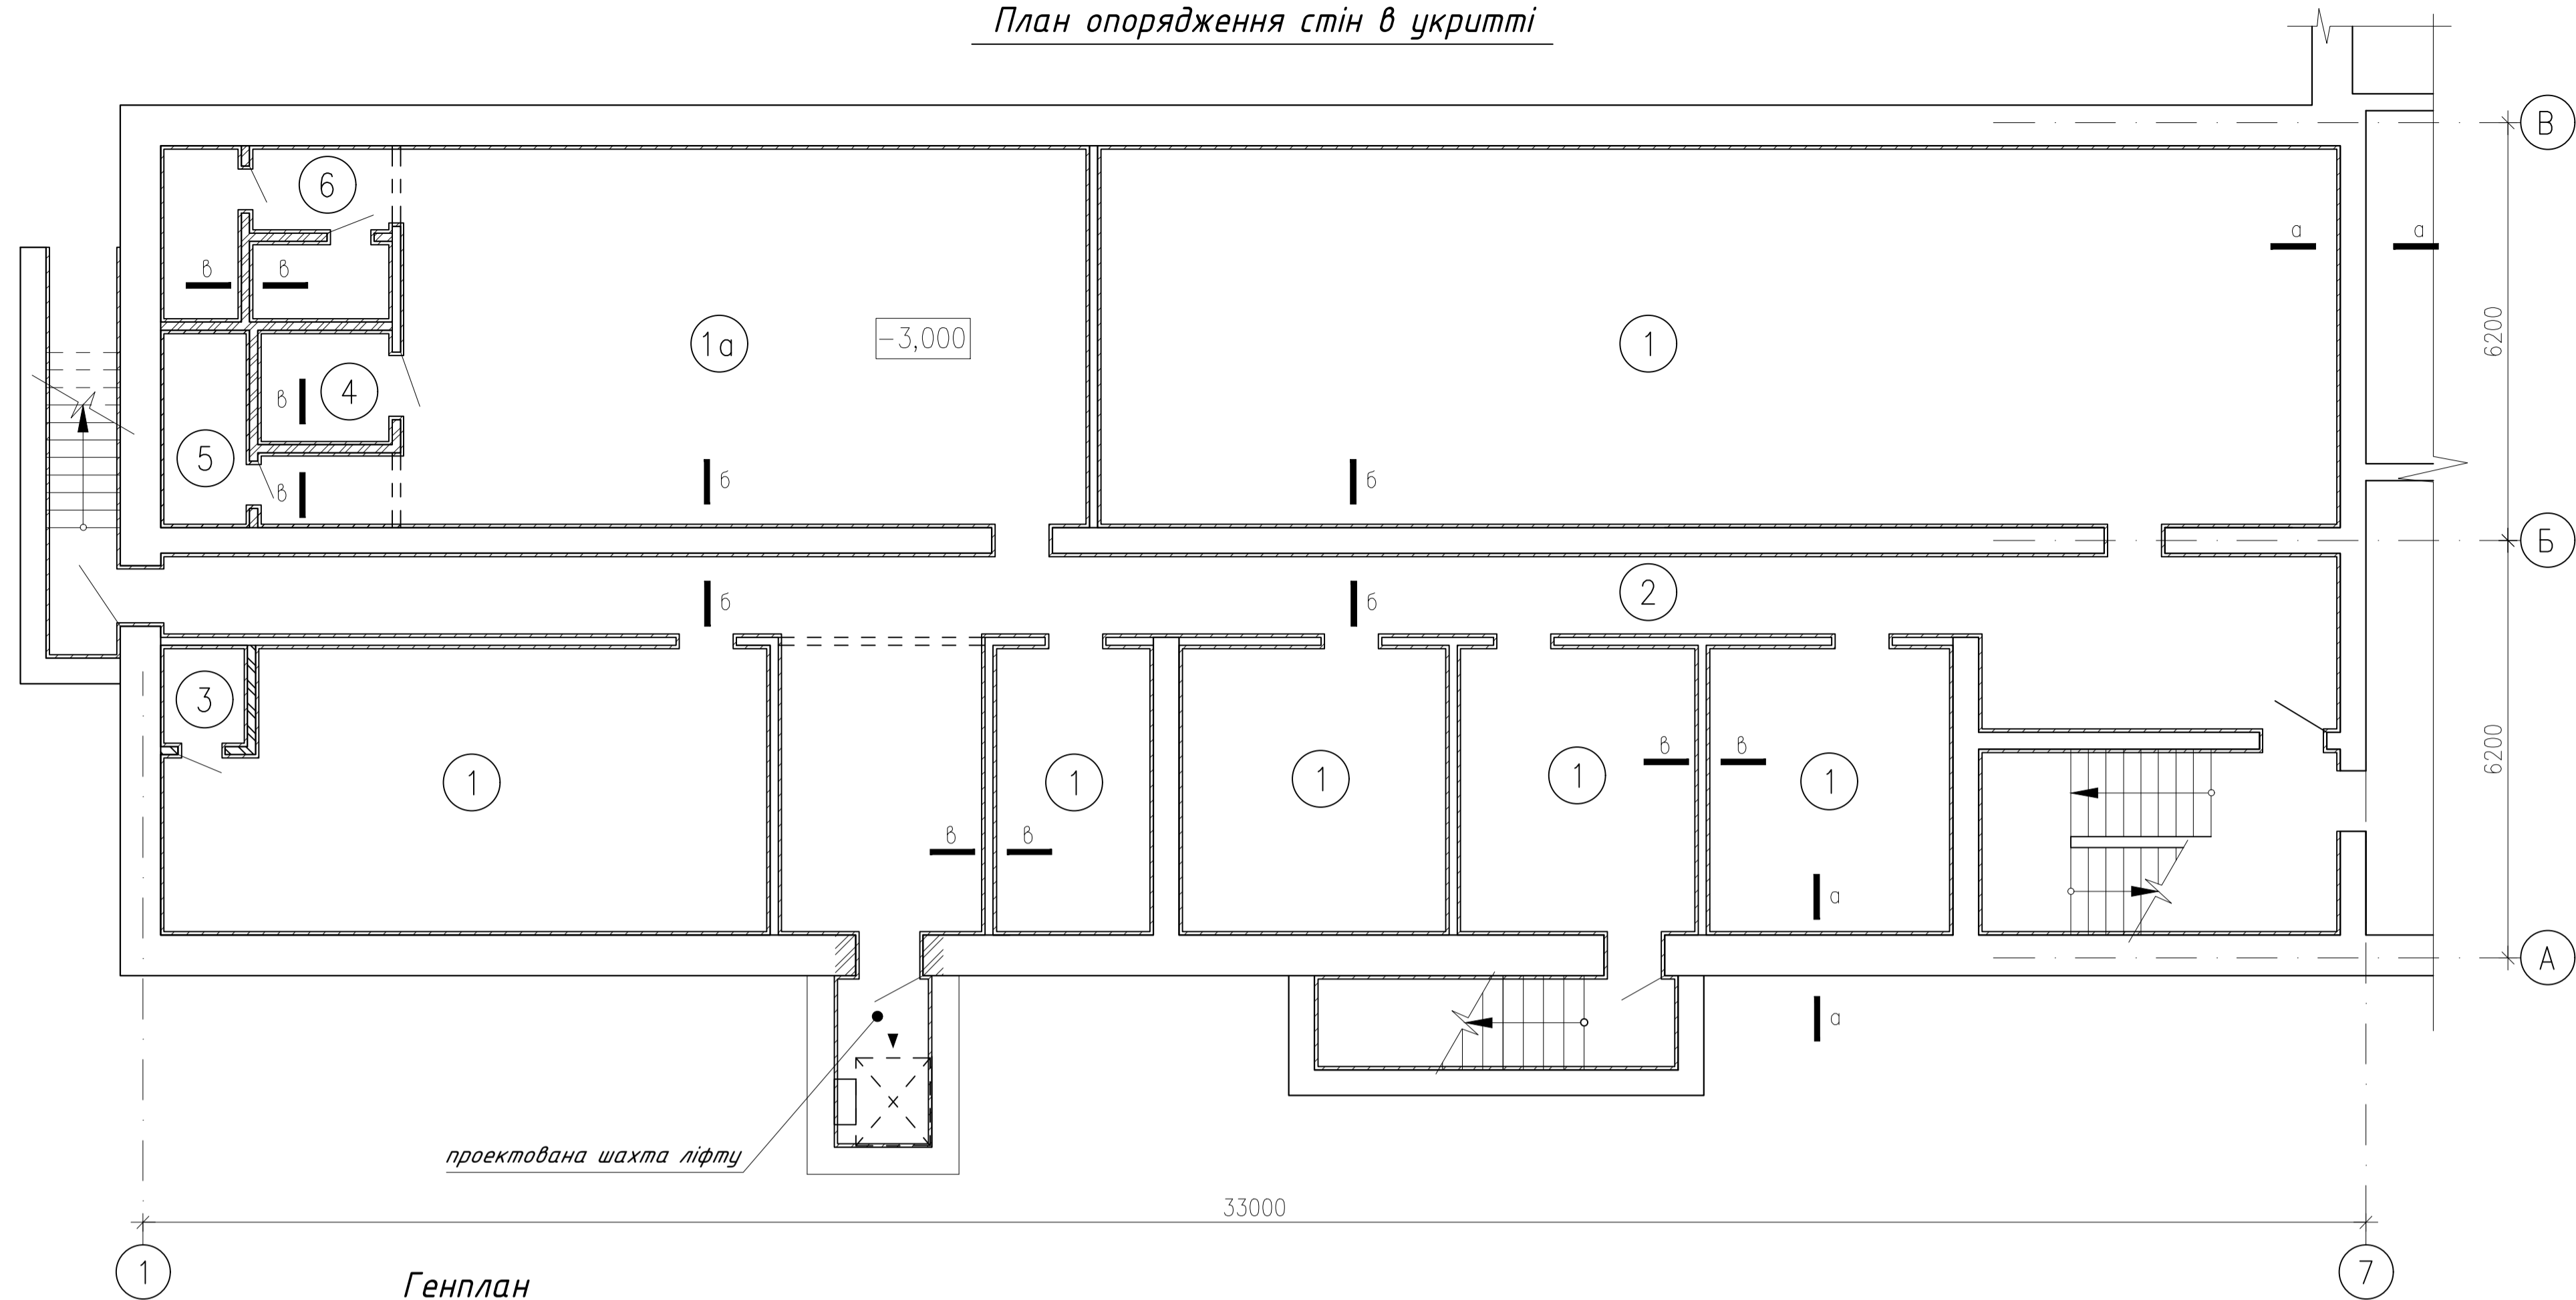 План опорядження стін в укритті
В
6
а
а
в
в
1а
-3,000
1
6200
4
в
5
б
б
в
Б
2
б
б
3
1
1
1
1
1
в
в
6200
в
в
а
А
а
проектована шахта ліфту
33000
1
7
Генплан